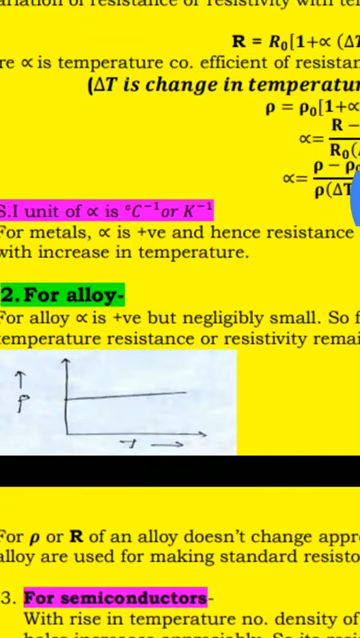 variation of resistance or resistivity with te
R = R₀[1+∝ (ΔT
re ∝ is temperature co. efficient of resistan
(ΔT is change in temperatur
ρ = ρ₀[1+∝
∝= R − / R₀(
∝= ρ − ρ₀ / ρ(ΔT
S.I unit of ∝ is °C⁻¹or K⁻¹
For metals, ∝ is +ve and hence resistance
with increase in temperature.
2. For alloy-
For alloy ∝ is +ve but negligibly small. So f
temperature resistance or resistivity remai
↑
ρ
T →
For ρ or R of an alloy doesn't change appr
alloy are used for making standard resisto
3. For semiconductors-
With rise in temperature no. density of